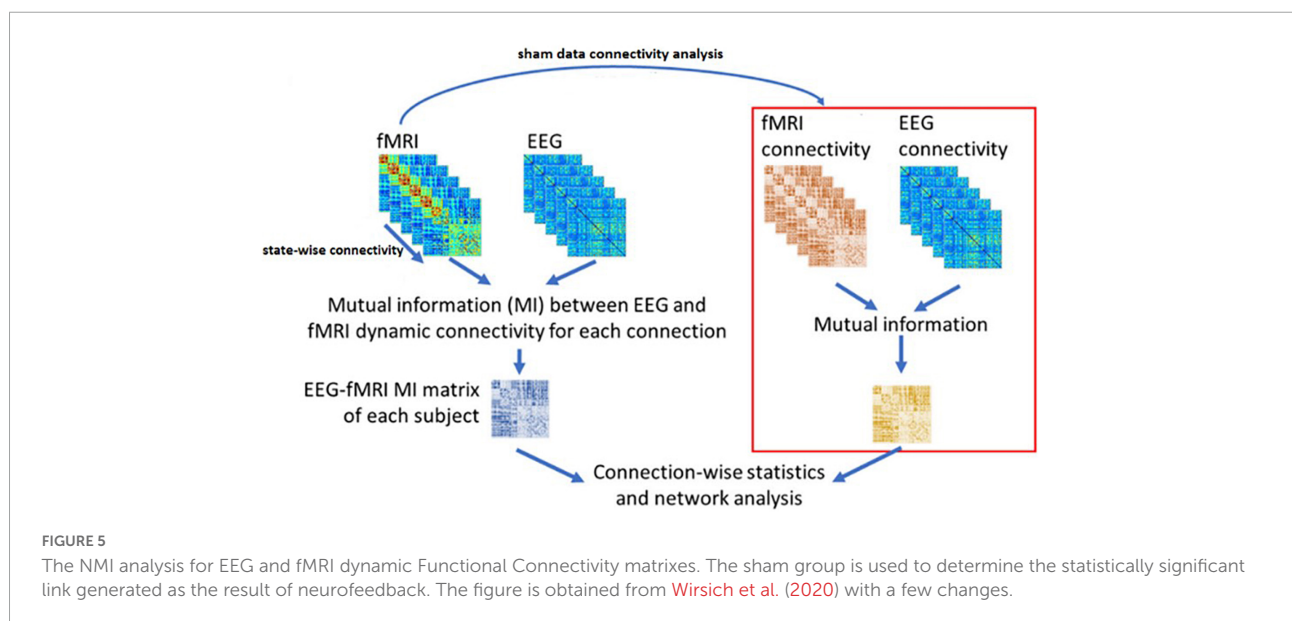 sham data connectivity analysis
fMRI
EEG
state-wise connectivity
Mutual information (MI) between EEG and
fMRI dynamic connectivity for each connection
EEG-fMRI MI matrix
of each subject
fMRI
connectivity
EEG
connectivity
Mutual information
Connection-wise statistics
and network analysis
FIGURE 5
The NMI analysis for EEG and fMRI dynamic Functional Connectivity matrixes. The sham group is used to determine the statistically significant
link generated as the result of neurofeedback. The figure is obtained from Wirsich et al. (2020) with a few changes.